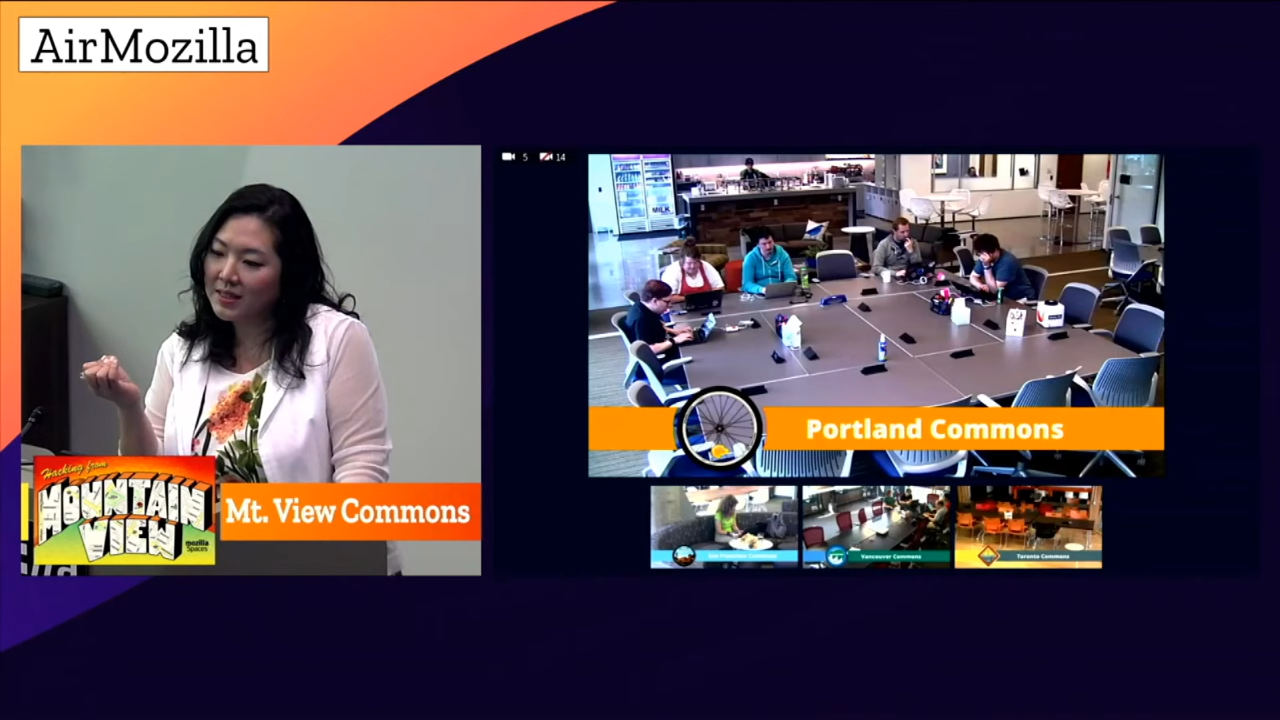 AirMozilla
5 14
MILK
Portland Commons
Hacking from
MOUNTAIN
VIEW
mozilla
Spaces
Mt. View Commons
Vancouver Commons
Toronto Commons